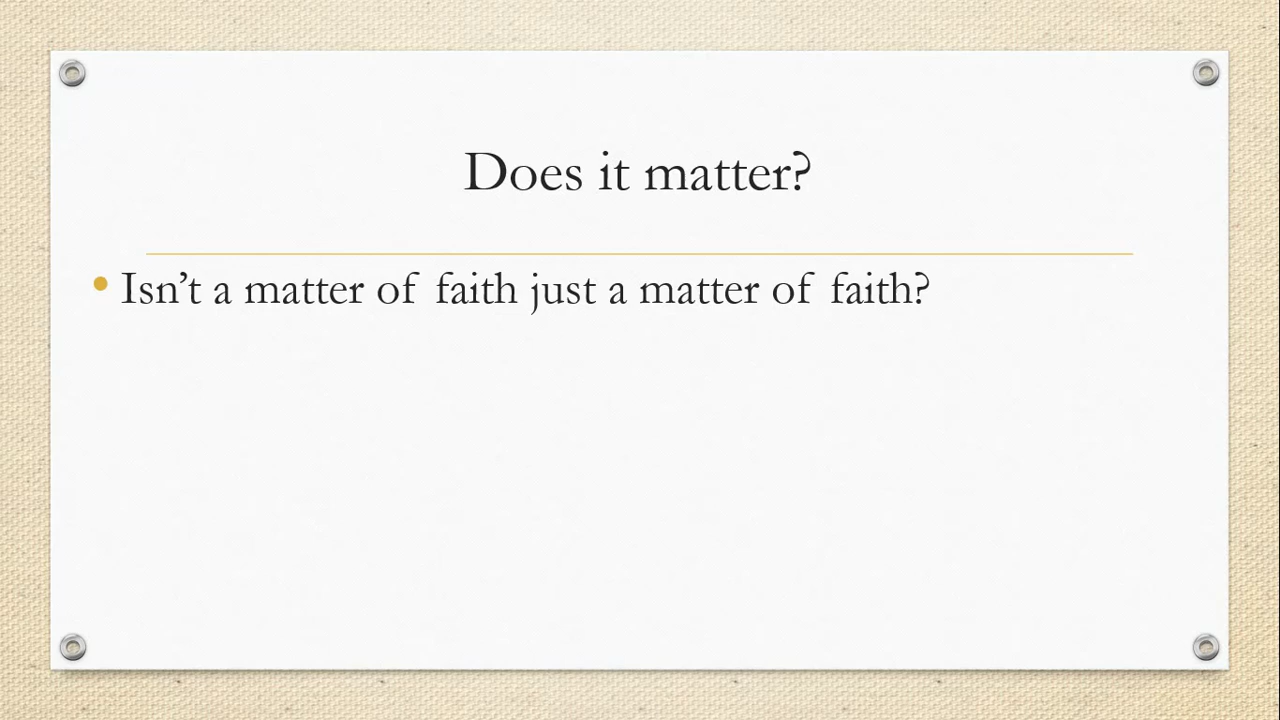 Does it matter?
Isn’t a matter of faith just a matter of faith?